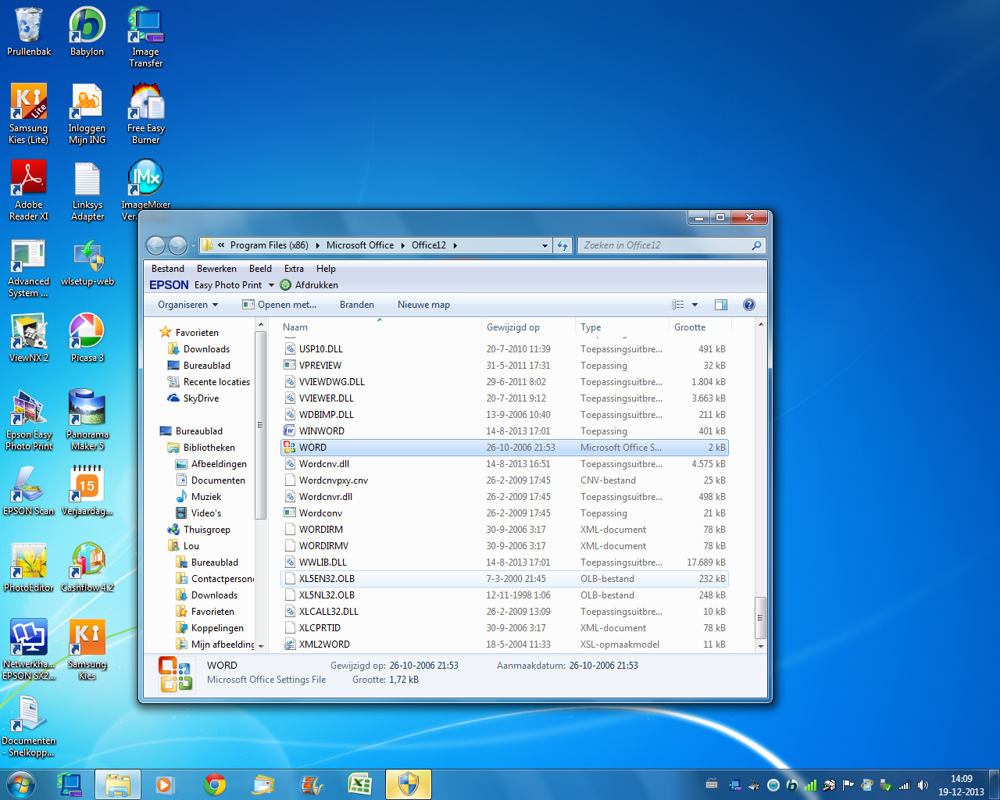 Prullenbak
Babylon
Image
Transfer
Samsung
Kies (Lite)
Inloggen
Mijn ING
Free Easy
Burner
Adobe
Reader XI
Linksys
Adapter
ImageMixer
Advanced
System ...
wlsetup-web
ViewNX 2
Picasa 3
Epson Easy
Photo Print
Panorama
Maker 5
EPSON Scan
Verjaardag...
PhotoEditor
Cashflow 4.2
Netwerkha...
EPSON SX2...
Samsung
Kies
Documenten
- Snelkopp...
« Program Files (x86) Microsoft Office Office12
Zoeken in Office12
Bestand Bewerken Beeld Extra Help
EPSON Easy Photo Print Afdrukken
Organiseren Openen met... Branden Nieuwe map
Favorieten
Downloads
Bureaublad
Recente locaties
SkyDrive
Bureaublad
Bibliotheken
Afbeeldingen
Documenten
Muziek
Video's
Thuisgroep
Lou
Bureaublad
Contactperson
Downloads
Favorieten
Koppelingen
Mijn afbeelding
Naam Gewijzigd op Type Grootte
USP10.DLL 20-7-2010 11:39 Toepassingsuitbre... 491 kB
VPREVIEW 31-5-2011 17:31 Toepassing 32 kB
VVIEWDWG.DLL 29-6-2011 8:02 Toepassingsuitbre... 1.804 kB
VVIEWER.DLL 20-7-2011 9:12 Toepassingsuitbre... 3.663 kB
WDBIMP.DLL 13-9-2006 10:40 Toepassingsuitbre... 211 kB
WINWORD 14-8-2013 17:01 Toepassing 401 kB
WORD 26-10-2006 21:53 Microsoft Office S... 2 kB
Wordcnv.dll 14-8-2013 16:51 Toepassingsuitbre... 4.575 kB
Wordcnvpxy.cnv 26-2-2009 17:45 CNV-bestand 25 kB
Wordcnvr.dll 26-2-2009 17:45 Toepassingsuitbre... 498 kB
Wordconv 26-2-2009 17:45 Toepassing 21 kB
WORDIRM 30-9-2006 3:17 XML-document 78 kB
WORDIRMV 30-9-2006 3:17 XML-document 78 kB
WWLIB.DLL 14-8-2013 17:01 Toepassingsuitbre... 17.689 kB
XL5EN32.OLB 7-3-2000 21:45 OLB-bestand 232 kB
XL5NL32.OLB 12-11-1998 1:06 OLB-bestand 248 kB
XLCALL32.DLL 26-2-2009 13:09 Toepassingsuitbre... 10 kB
XLCPRTID 30-9-2006 3:17 XML-document 78 kB
XML2WORD 18-5-2004 11:33 XSL-opmaakmodel 11 kB
WORD Gewijzigd op: 26-10-2006 21:53 Aanmaakdatum: 26-10-2006 21:53
Microsoft Office Settings File Grootte: 1,72 kB
14:09
19-12-2013